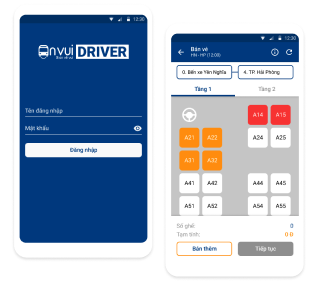 12:30
Anvui DRIVER
Bán vé rẻ
Tên đăng nhập
Mật khẩu
Đăng nhập
12:30
Bán vé
HN - HP (12:00)
0. Bến xe Yên Nghĩa
4. TP. Hải Phòng
Tầng 1
Tầng 2
A14 A15
A21 A22 A24 A25
A31 A32
A41 A42 A44 A45
A51 A52 A54 A55
Số ghế: 0
Tạm tính: 0 Đ
Bán thêm
Tiếp tục